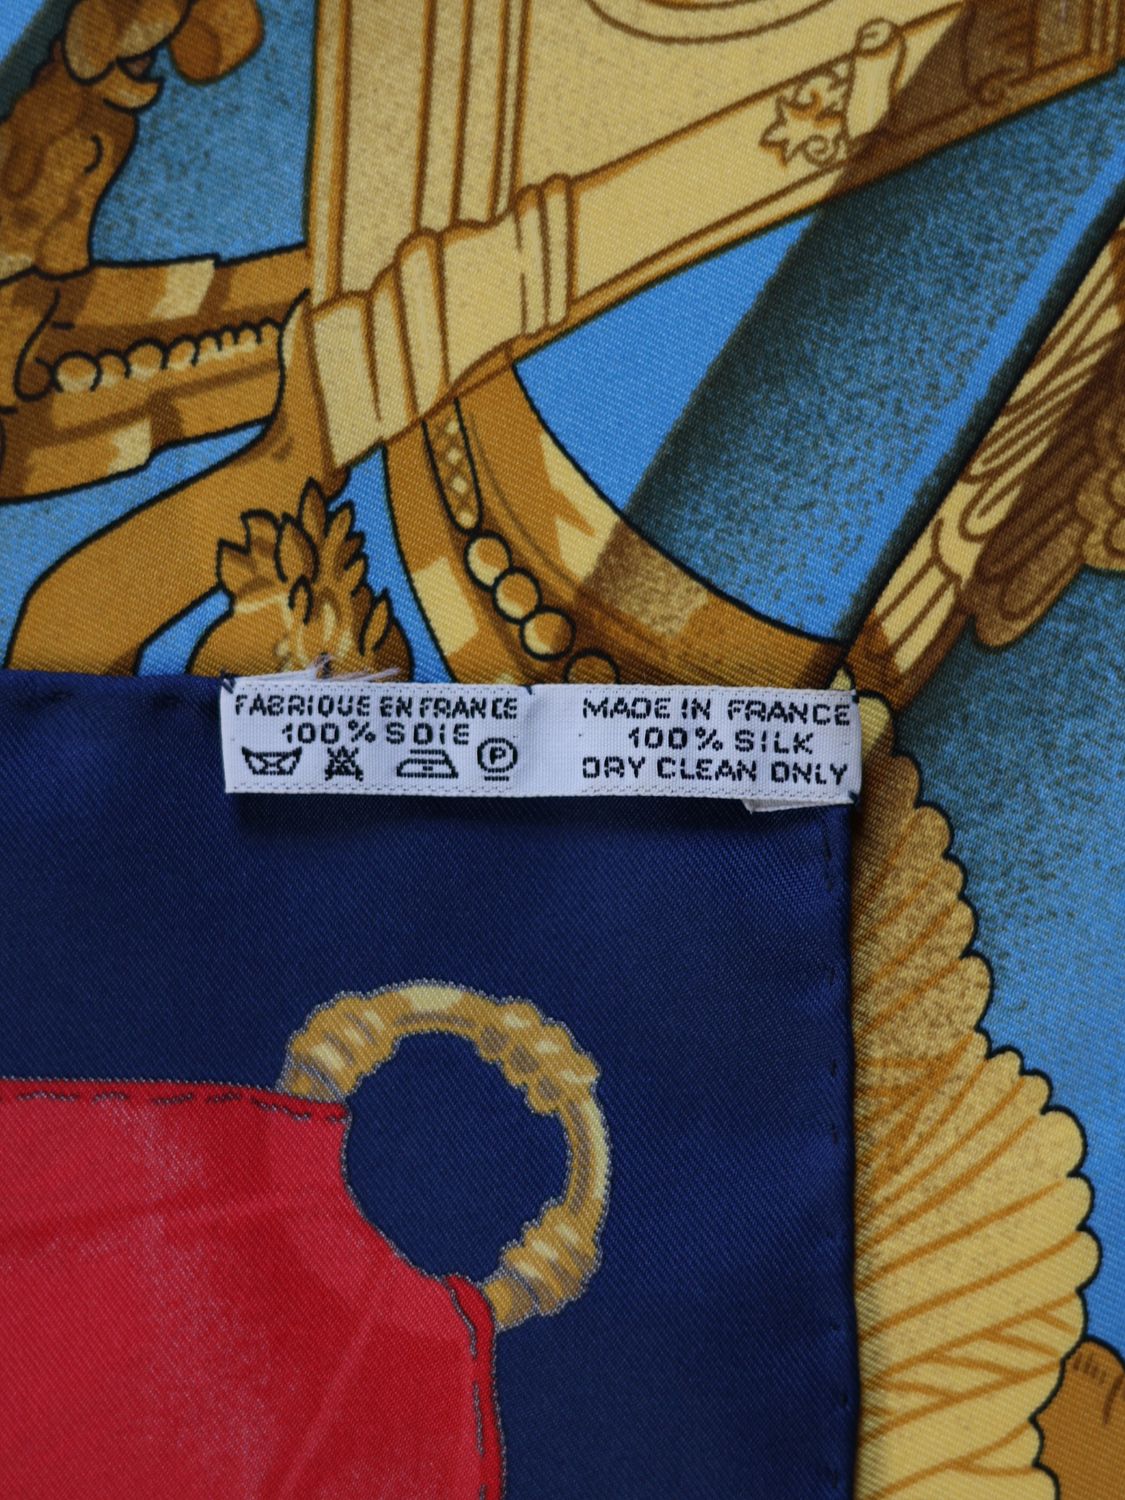 FABRIQUE EN FRANCE
100% SOIE
P
MADE IN FRANCE
100% SILK
DRY CLEAN ONLY